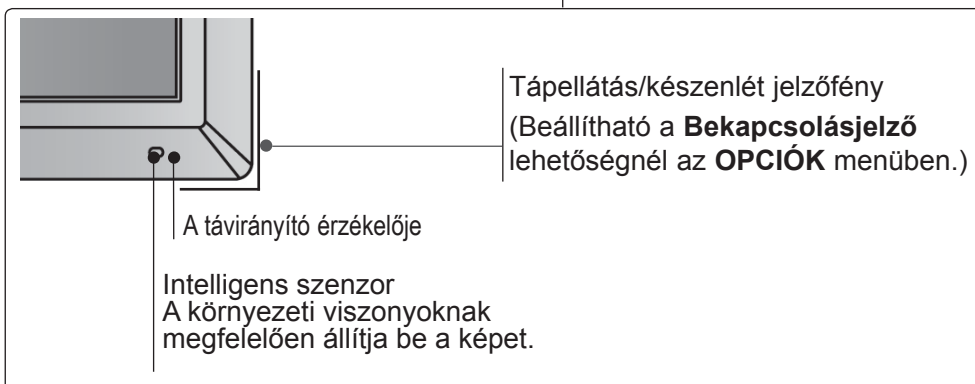 Tápellátás/készenlét jelzőfény
(Beállítható a Bekapcsolásjelző
lehetőségnél az OPCIÓK menüben.)
A távirányító érzékelője
Intelligens szenzor
A környezeti viszonyoknak
megfelelően állítja be a képet.